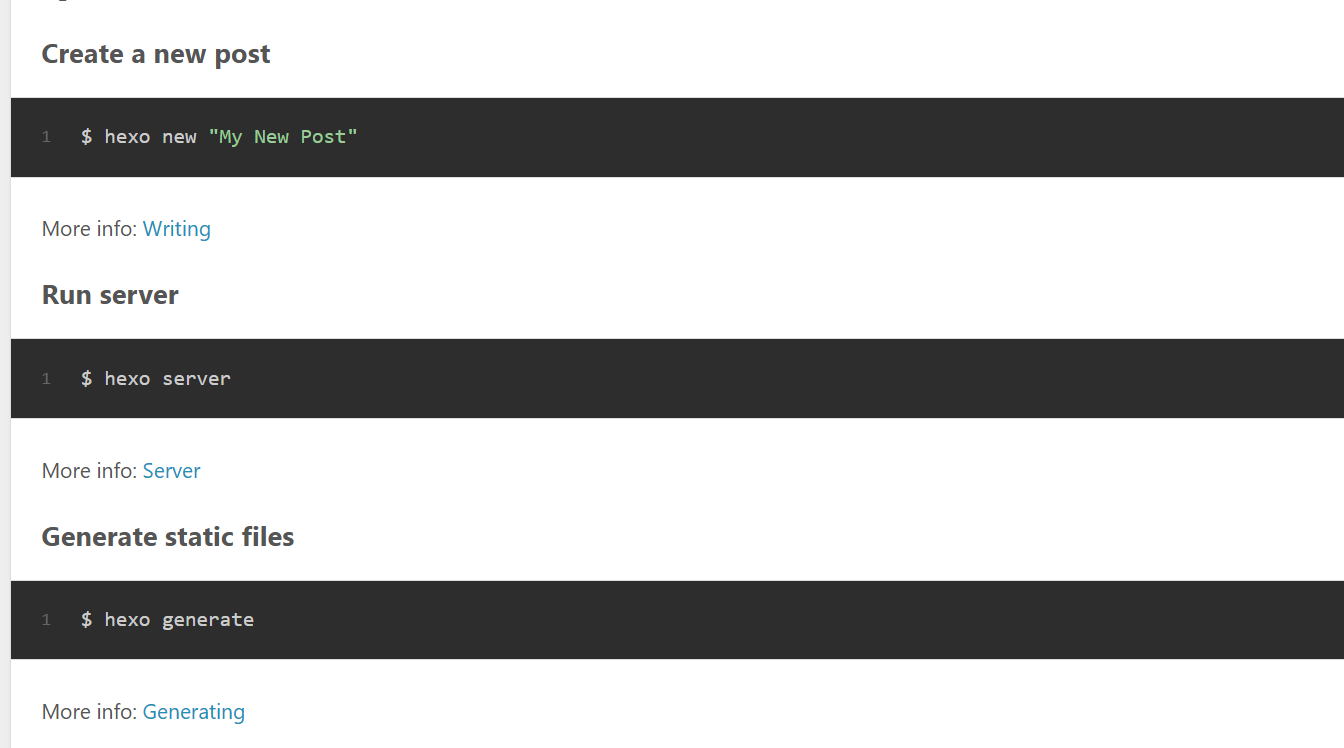 Create a new post
1 $ hexo new "My New Post"
More info: Writing
Run server
1 $ hexo server
More info: Server
Generate static files
1 $ hexo generate
More info: Generating